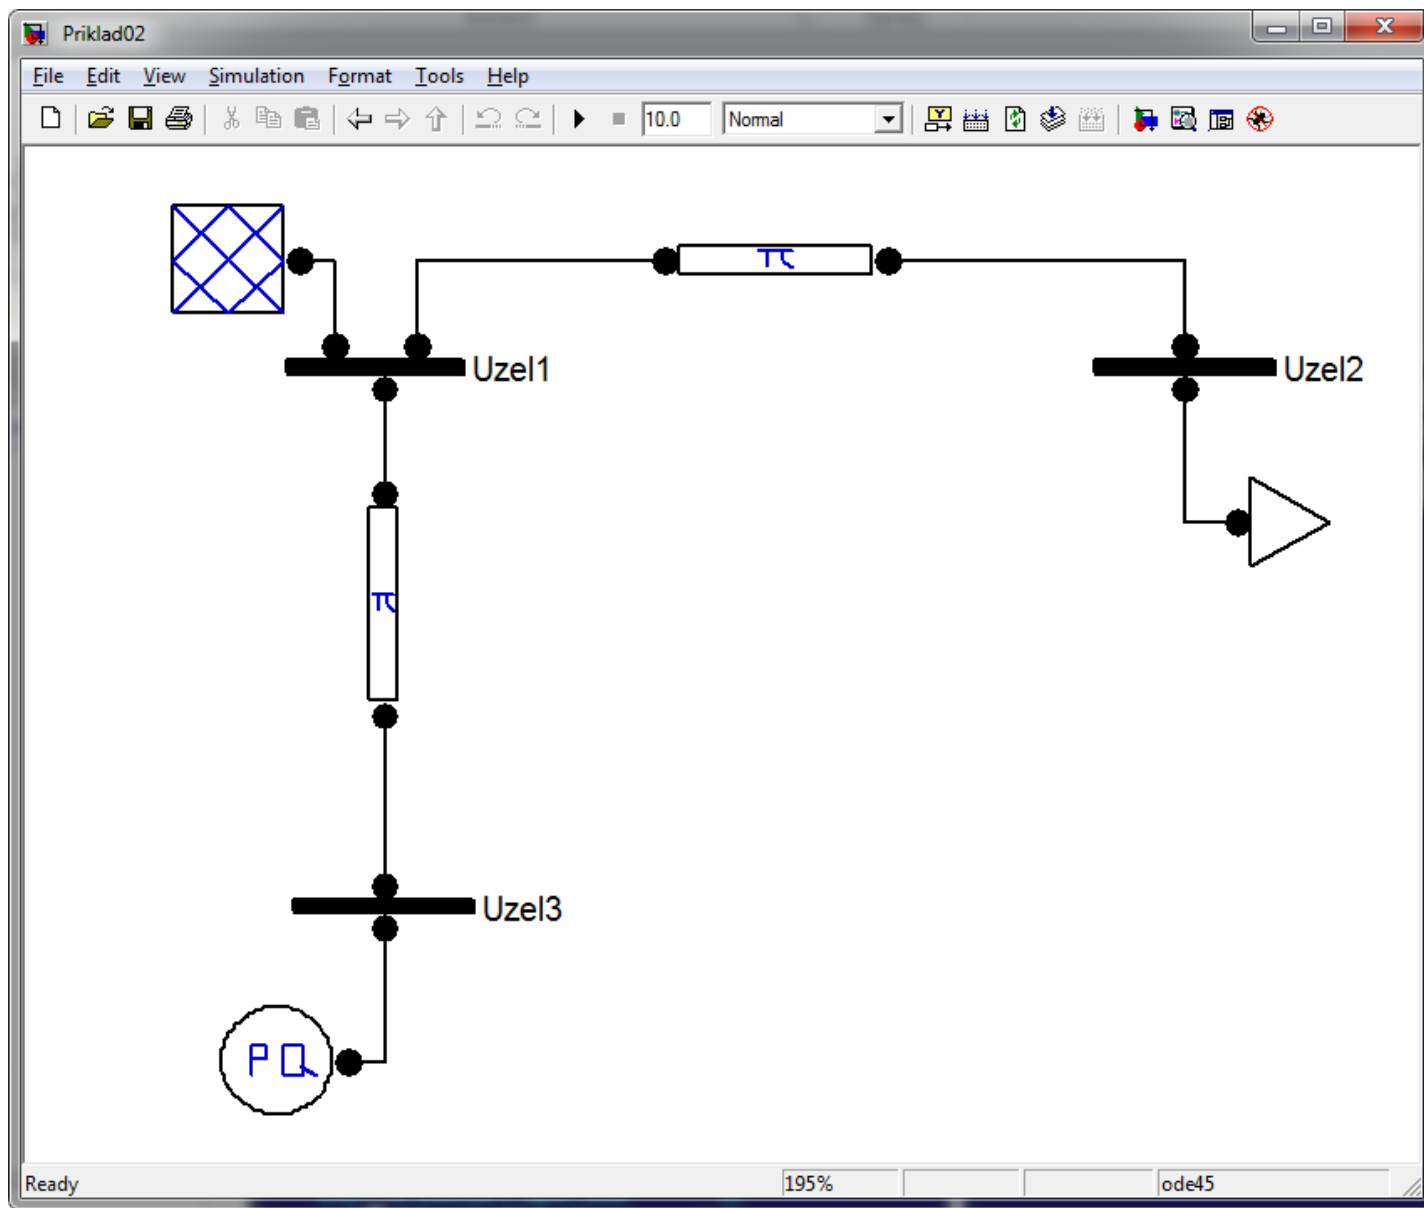 Priklad02
File Edit View Simulation Format Tools Help
10.0 Normal
π
Uzel1
Uzel2
π
Uzel3
PQ
Ready 195% ode45